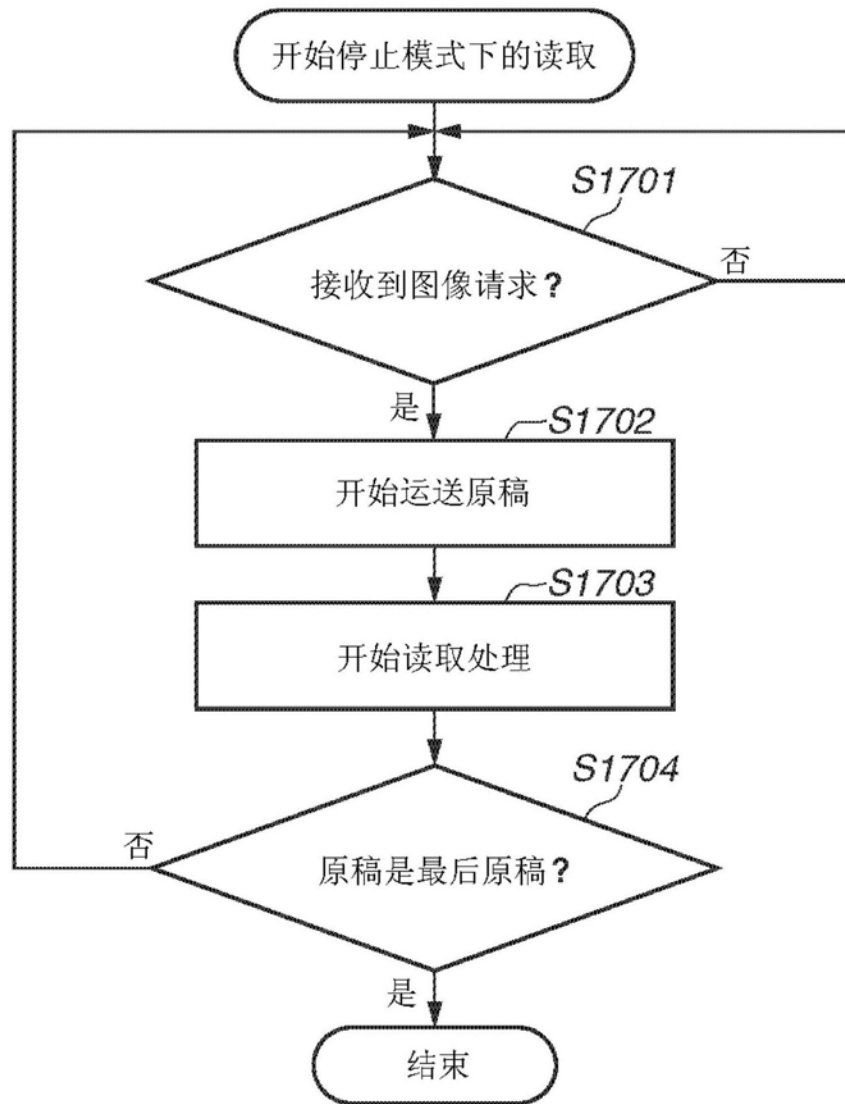 开始停止模式下的读取
S1701
接收到图像请求?
否
是
S1702
开始运送原稿
S1703
开始读取处理
S1704
否
原稿是最后原稿?
是
结束